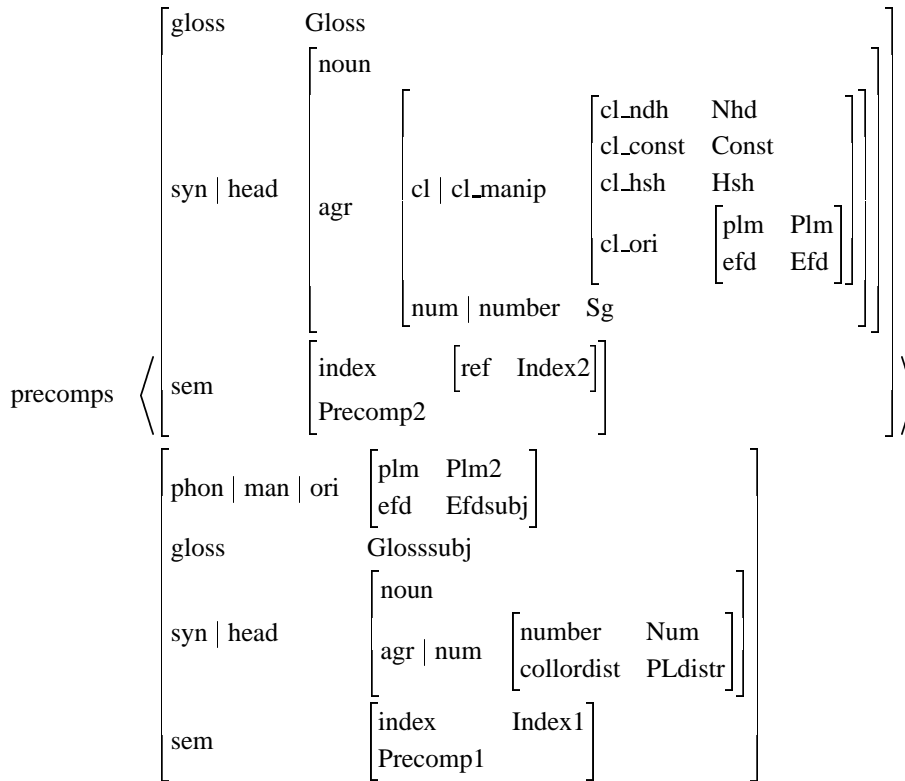 gloss Gloss
noun
cl_ndh Nhd
cl_const Const
cl | cl_manip cl_hsh Hsh
syn | head agr
plm Plm
cl_ori
efd Efd
num | number Sg
index [ref Index2]
precomps ⟨ sem ⟩
Precomp2
plm Plm2
phon | man | ori
efd Efdsubj
gloss Glosssubj
noun
syn | head number Num
agr | num
collordist PLdistr
index Index1
sem
Precomp1